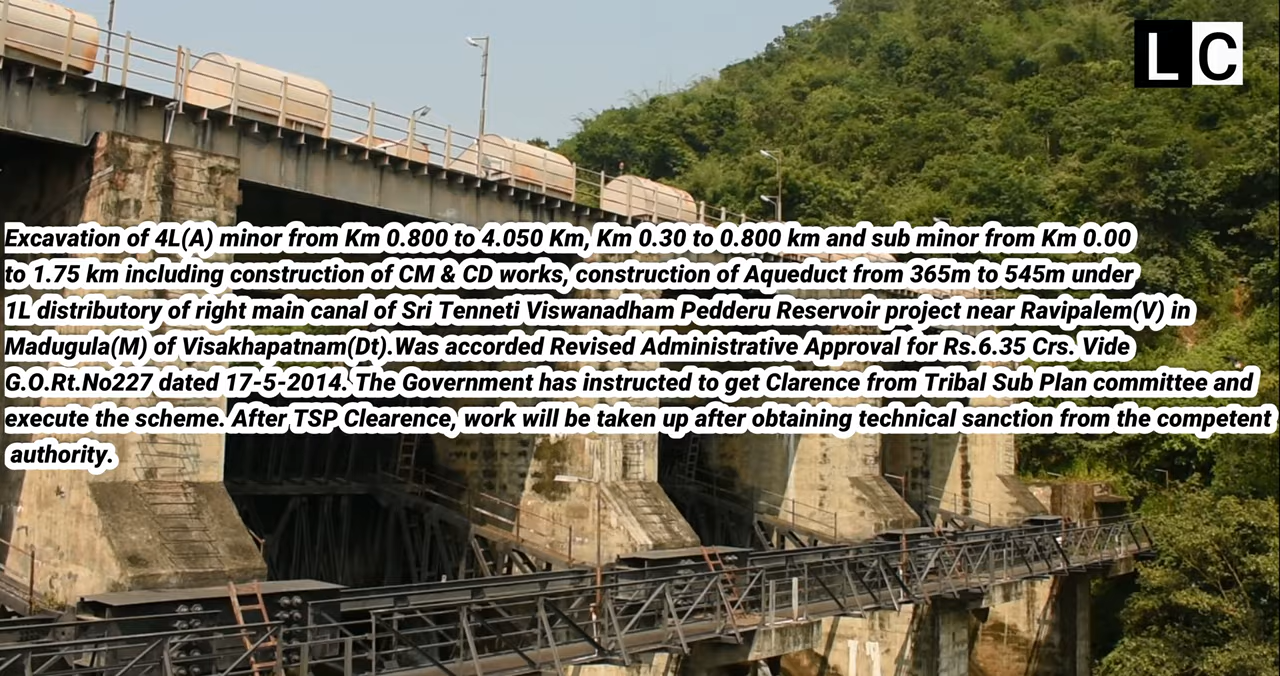 LC
Excavation of 4L(A) minor from Km 0.800 to 4.050 Km, Km 0.30 to 0.800 km and sub minor from Km 0.00
to 1.75 km including construction of CM & CD works, construction of Aqueduct from 365m to 545m under
1L distributory of right main canal of Sri Tenneti Viswanadham Pedderu Reservoir project near Ravipalem(V) in
Madugula(M) of Visakhapatnam(Dt).Was accorded Revised Administrative Approval for Rs.6.35 Crs. Vide
G.O.Rt.No227 dated 17-5-2014. The Government has instructed to get Clarence from Tribal Sub Plan committee and
execute the scheme. After TSP Clearence, work will be taken up after obtaining technical sanction from the competent
authority.